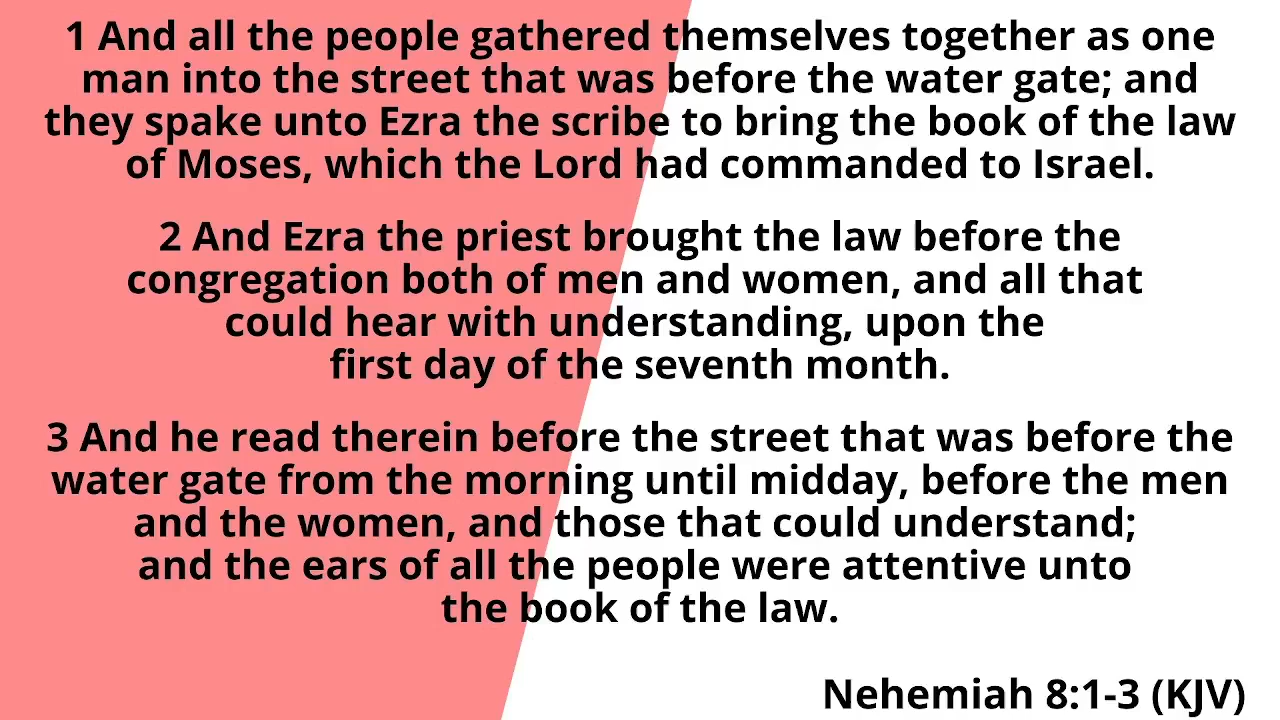 1 And all the people gathered themselves together as one
man into the street that was before the water gate; and
they spake unto Ezra the scribe to bring the book of the law
of Moses, which the Lord had commanded to Israel.
2 And Ezra the priest brought the law before the
congregation both of men and women, and all that
could hear with understanding, upon the
first day of the seventh month.
3 And he read therein before the street that was before the
water gate from the morning until midday, before the men
and the women, and those that could understand;
and the ears of all the people were attentive unto
the book of the law.
Nehemiah 8:1-3 (KJV)